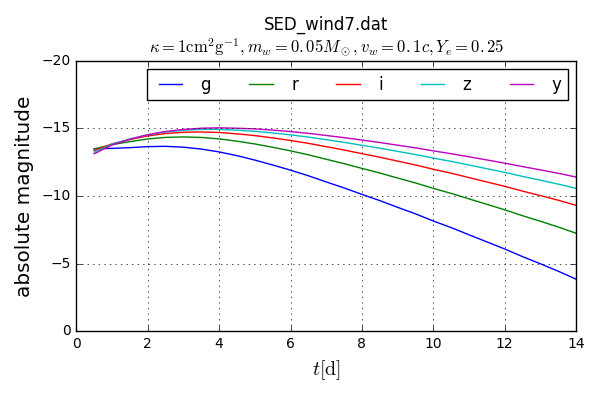 SED_wind7.dat
κ = 1cm²g⁻¹, m_w = 0.05M_⊙, v_w = 0.1c, Y_e = 0.25
−20
g r i z y
−15
−10
−5
0
0 2 4 6 8 10 12 14
absolute magnitude
t[d]